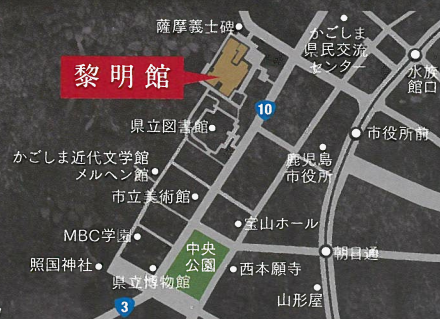 薩摩義士碑
かごしま
県民交流
センター
黎明館
水族
館口
10
県立図書館
市役所前
かごしま近代文学館
メルヘン館
鹿児島
市役所
市立美術館
宝山ホール
MBC学園
中央
公園
朝日通
照国神社
県立博物館
西本願寺
山形屋
3